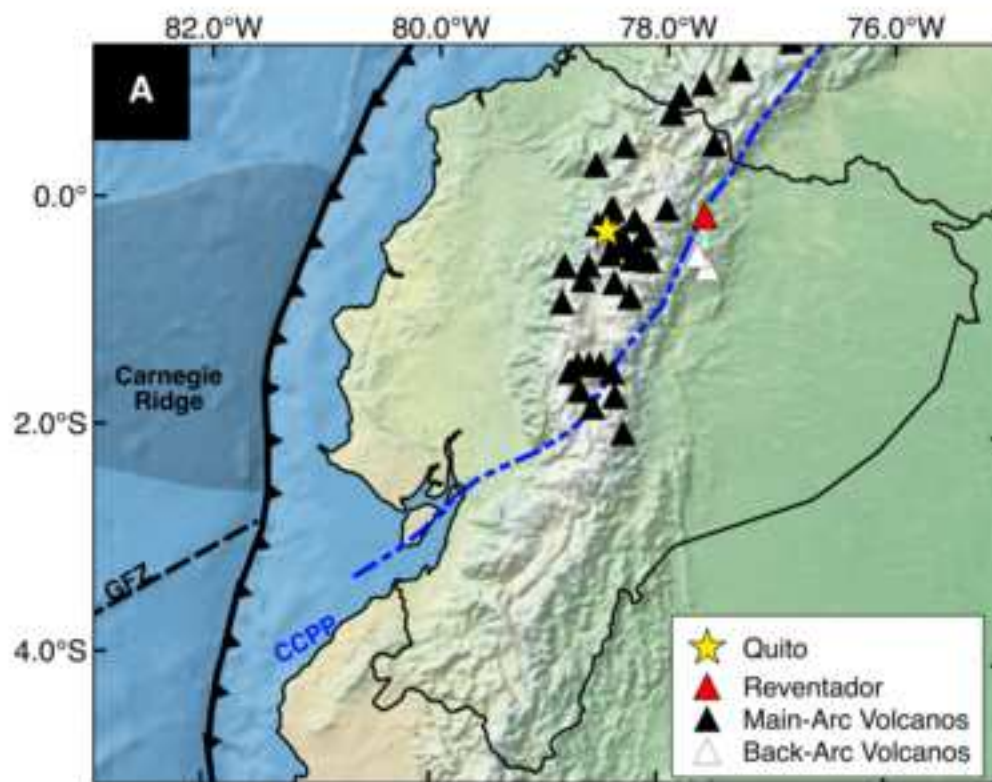 82.0°W 80.0°W 78.0°W 76.0°W
A
0.0°
Carnegie
Ridge
2.0°S
GFZ
CCPP
4.0°S
Quito
Reventador
Main-Arc Volcanos
Back-Arc Volcanos